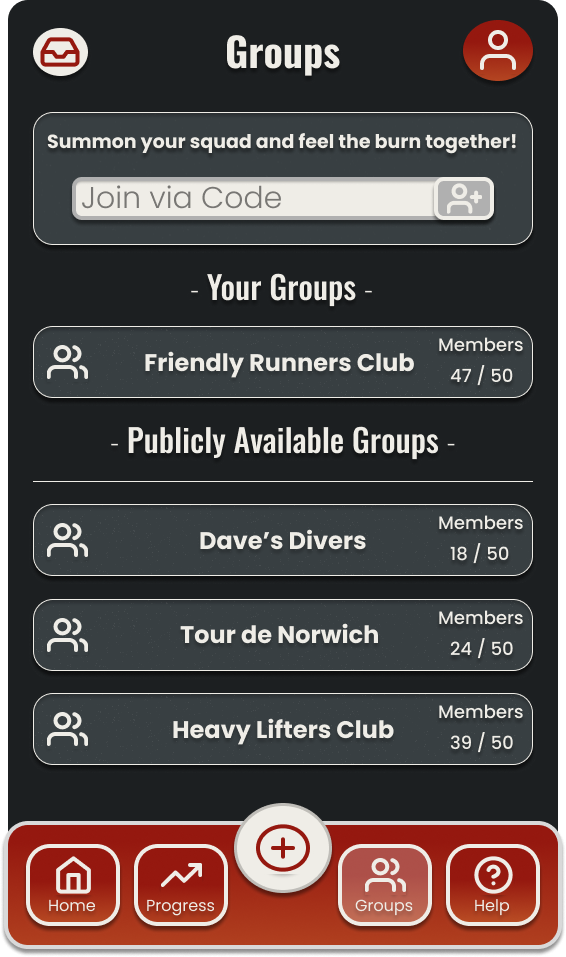 Groups
Summon your squad and feel the burn together!
Join via Code
- Your Groups -
Friendly Runners Club
Members
47 / 50
- Publicly Available Groups -
Dave’s Divers
Members
18 / 50
Tour de Norwich
Members
24 / 50
Heavy Lifters Club
Members
39 / 50
Home
Progress
Groups
Help